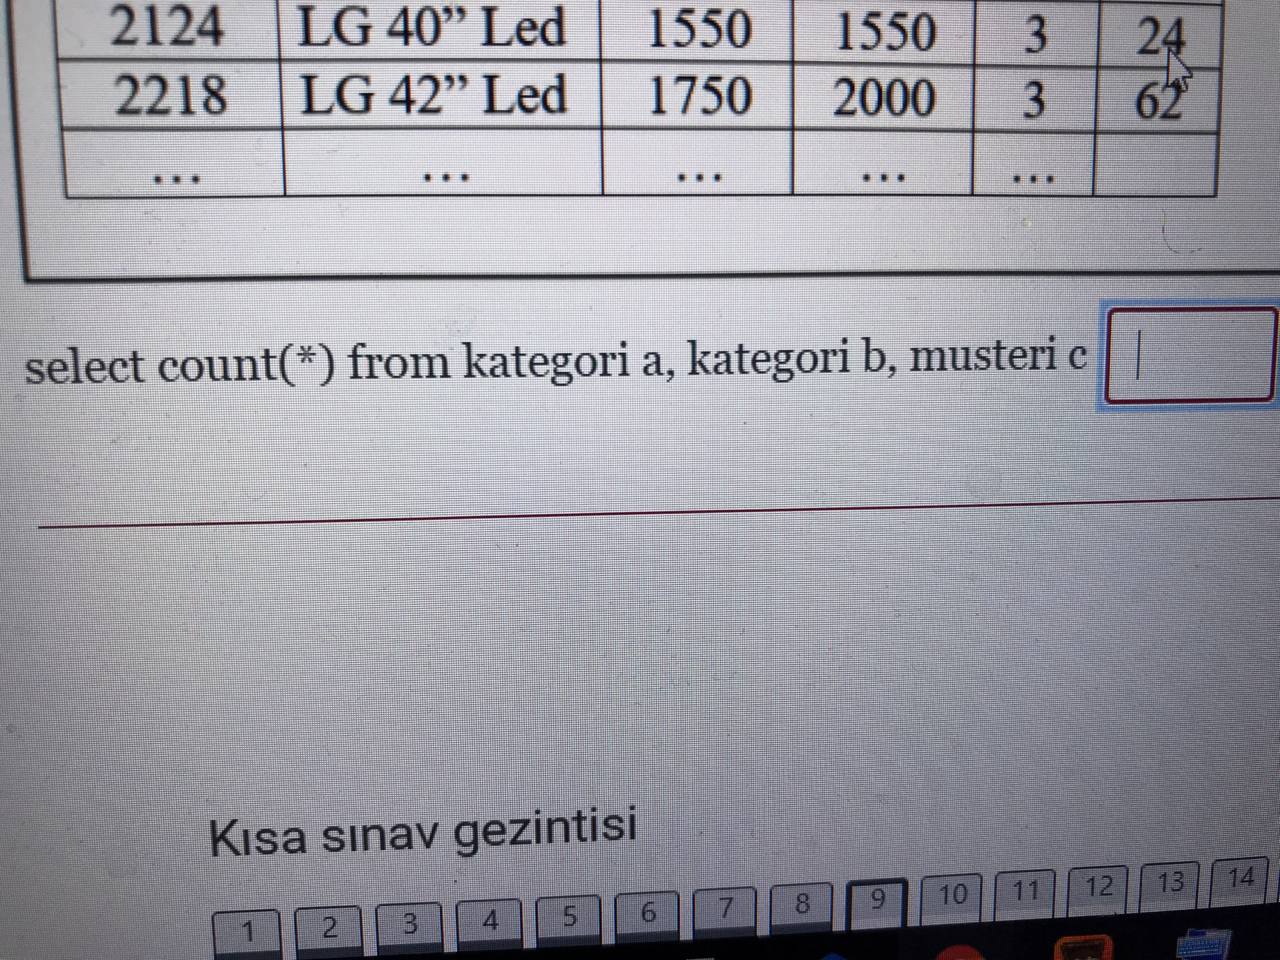 2124 LG 40” Led 1550 1550 3 24
2218 LG 42” Led 1750 2000 3 62
... ... ... ... ...
select count(*) from kategori a, kategori b, musteri c
Kısa sınav gezintisi
1 2 3 4 5 6 7 8 9 10 11 12 13 14